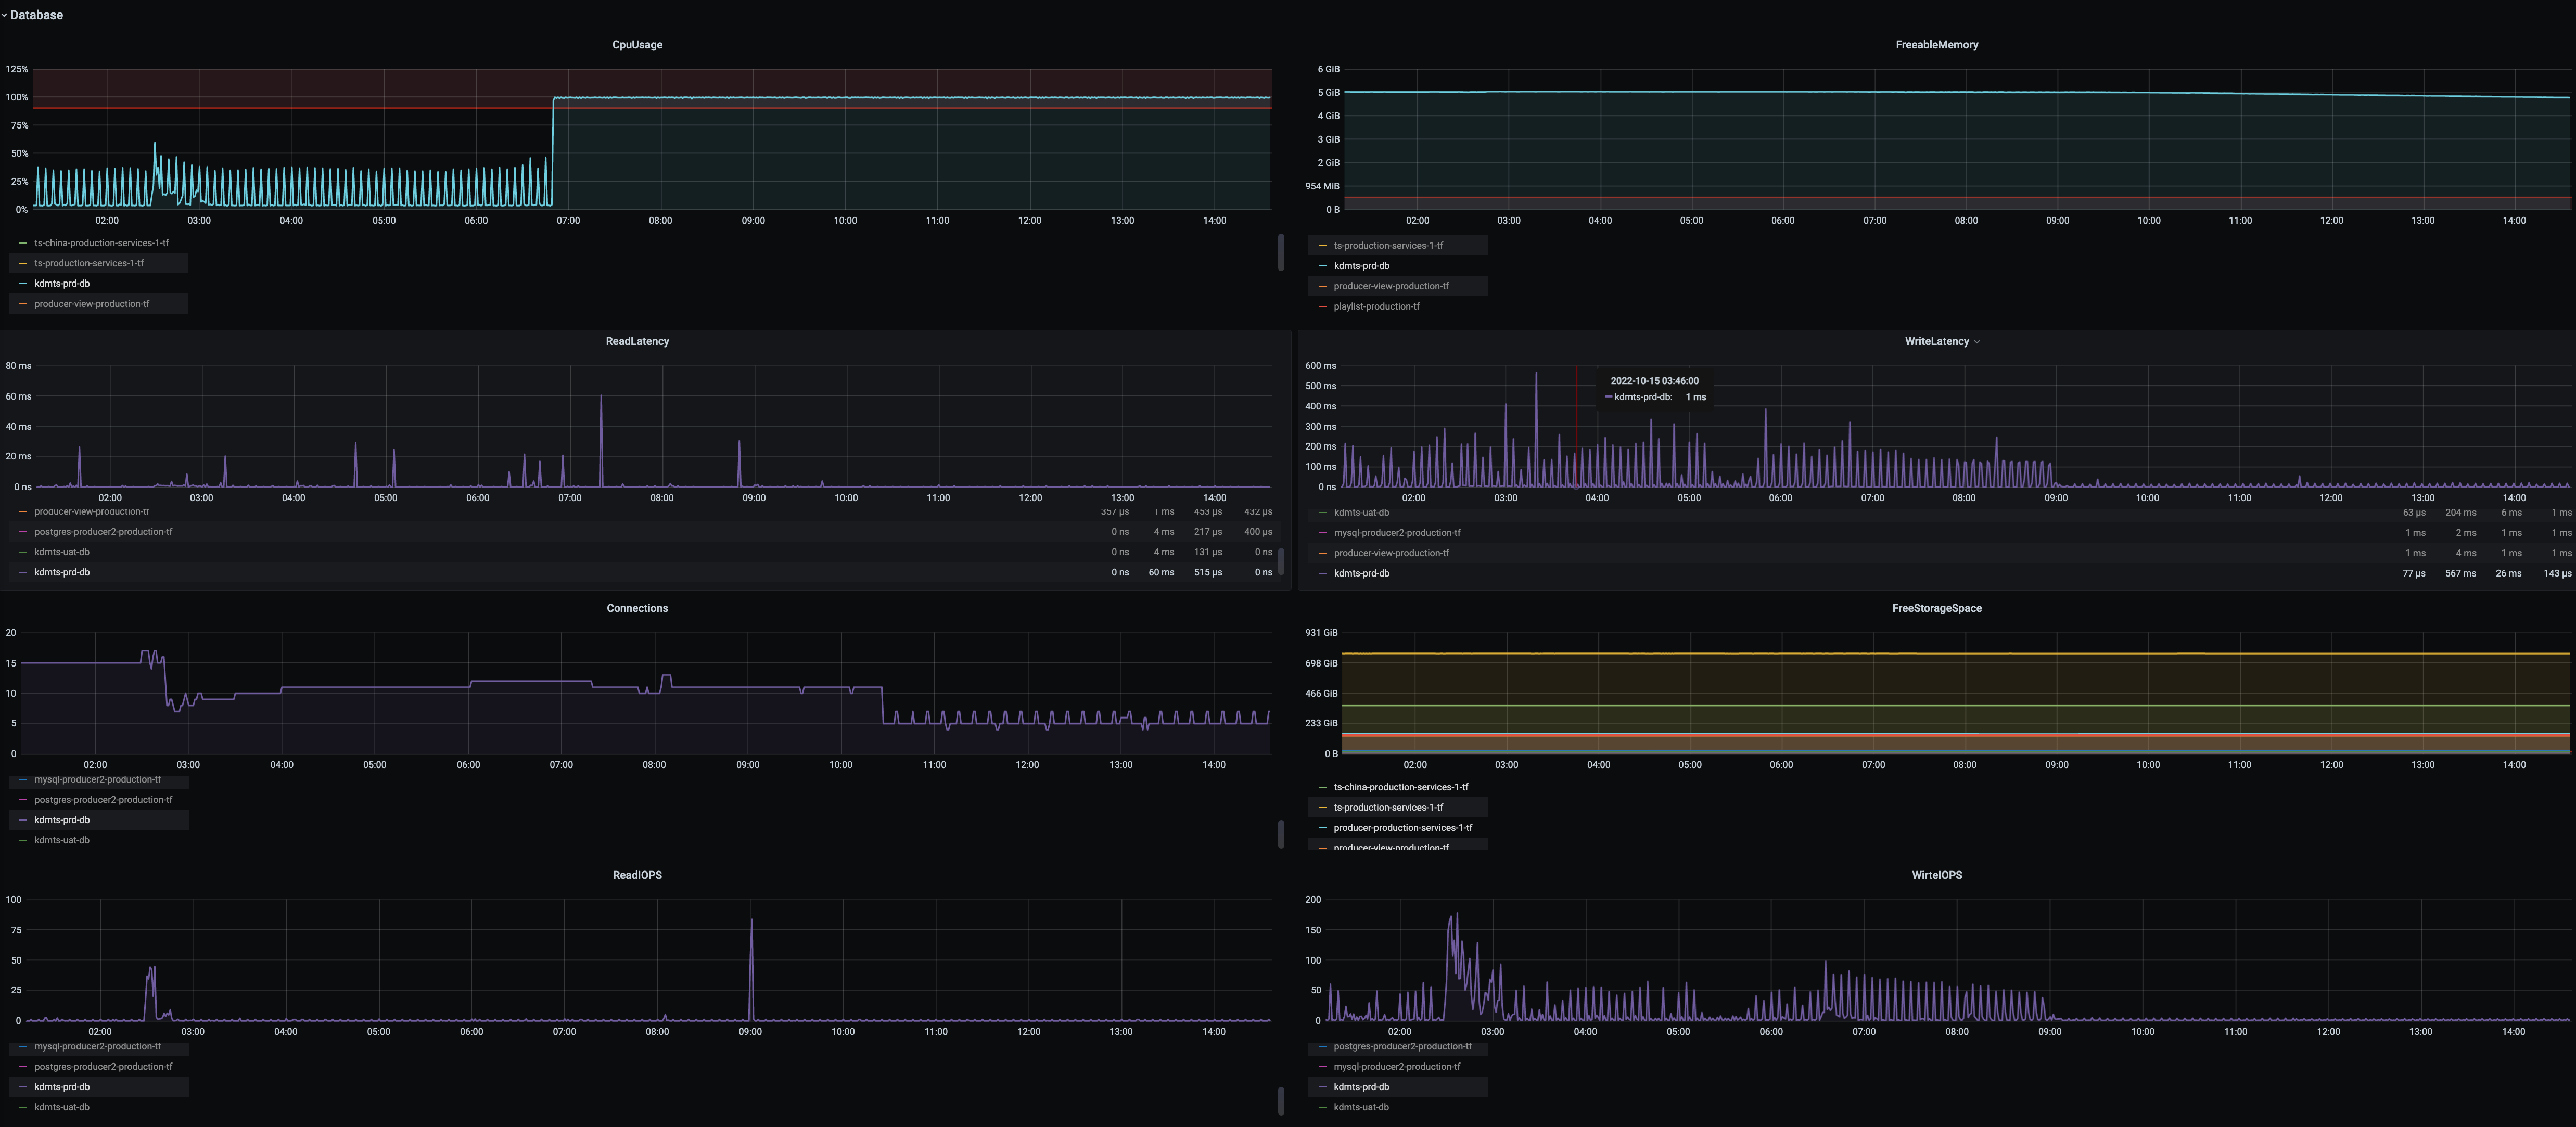 Database
CpuUsage
125%
100%
75%
50%
25%
0%
02:00 03:00 04:00 05:00 06:00 07:00 08:00 09:00 10:00 11:00 12:00 13:00 14:00
ts-china-production-services-1-tf
ts-production-services-1-tf
kdmts-prd-db
producer-view-production-tf
FreeableMemory
6 GiB
5 GiB
4 GiB
3 GiB
2 GiB
954 MiB
0 B
02:00 03:00 04:00 05:00 06:00 07:00 08:00 09:00 10:00 11:00 12:00 13:00 14:00
ts-production-services-1-tf
kdmts-prd-db
producer-view-production-tf
playlist-production-tf
ReadLatency
80 ms
60 ms
40 ms
20 ms
0 ns
02:00 03:00 04:00 05:00 06:00 07:00 08:00 09:00 10:00 11:00 12:00 13:00 14:00
producer-view-production-tf 357 µs 1 ms 453 µs 432 µs
postgres-producer2-production-tf 0 ns 4 ms 217 µs 400 µs
kdmts-uat-db 0 ns 4 ms 131 µs 0 ns
kdmts-prd-db 0 ns 60 ms 515 µs 0 ns
WriteLatency
600 ms
500 ms
400 ms
300 ms
200 ms
100 ms
0 ns
2022-10-15 03:46:00
kdmts-prd-db: 1 ms
02:00 03:00 04:00 05:00 06:00 07:00 08:00 09:00 10:00 11:00 12:00 13:00 14:00
kdmts-uat-db 63 µs 204 ms 6 ms 1 ms
mysql-producer2-production-tf 1 ms 2 ms 1 ms 1 ms
producer-view-production-tf 1 ms 4 ms 1 ms 1 ms
kdmts-prd-db 77 µs 567 ms 26 ms 143 µs
Connections
20
15
10
5
0
02:00 03:00 04:00 05:00 06:00 07:00 08:00 09:00 10:00 11:00 12:00 13:00 14:00
mysql-producer2-production-tf
postgres-producer2-production-tf
kdmts-prd-db
kdmts-uat-db
FreeStorageSpace
931 GiB
698 GiB
466 GiB
233 GiB
0 B
02:00 03:00 04:00 05:00 06:00 07:00 08:00 09:00 10:00 11:00 12:00 13:00 14:00
ts-china-production-services-1-tf
ts-production-services-1-tf
producer-production-services-1-tf
producer-view-production-tf
ReadIOPS
100
75
50
25
0
02:00 03:00 04:00 05:00 06:00 07:00 08:00 09:00 10:00 11:00 12:00 13:00 14:00
mysql-producer2-production-tf
postgres-producer2-production-tf
kdmts-prd-db
kdmts-uat-db
WirteIOPS
200
150
100
50
0
02:00 03:00 04:00 05:00 06:00 07:00 08:00 09:00 10:00 11:00 12:00 13:00 14:00
postgres-producer2-production-tf
mysql-producer2-production-tf
kdmts-prd-db
kdmts-uat-db